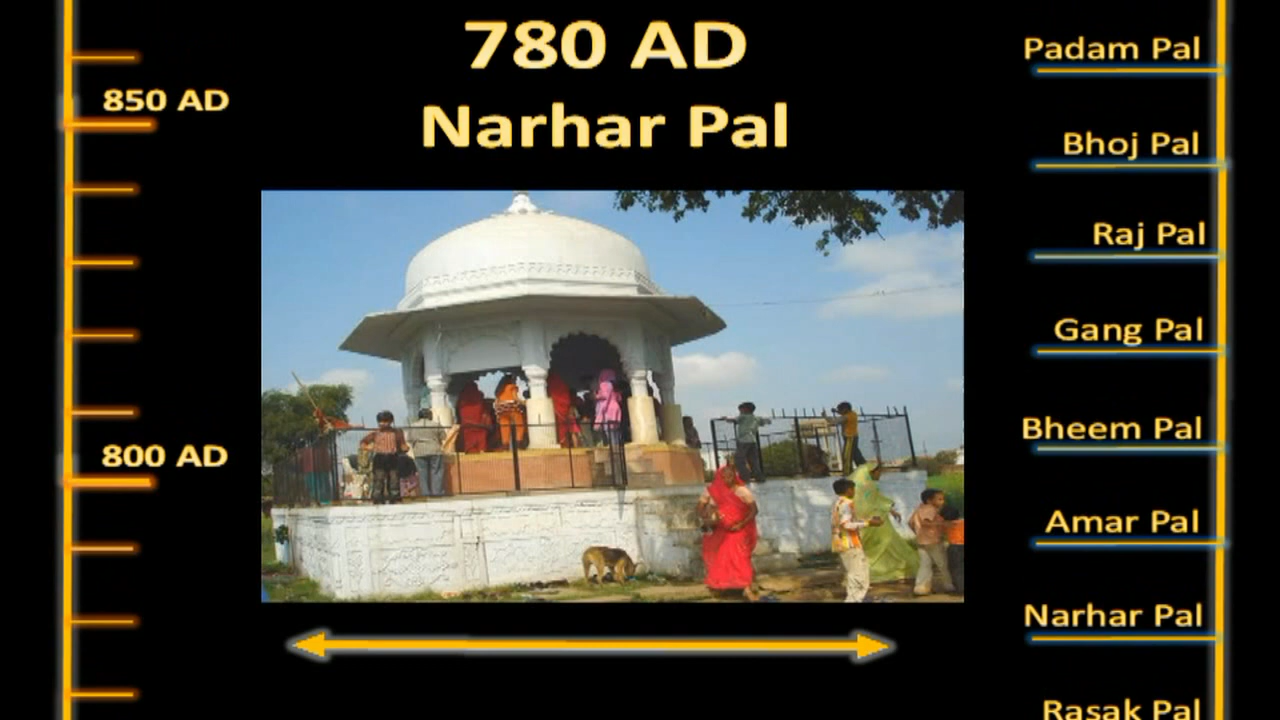 850 AD
800 AD
780 AD
Narhar Pal
Padam Pal
Bhoj Pal
Raj Pal
Gang Pal
Bheem Pal
Amar Pal
Narhar Pal
Rasak Pal